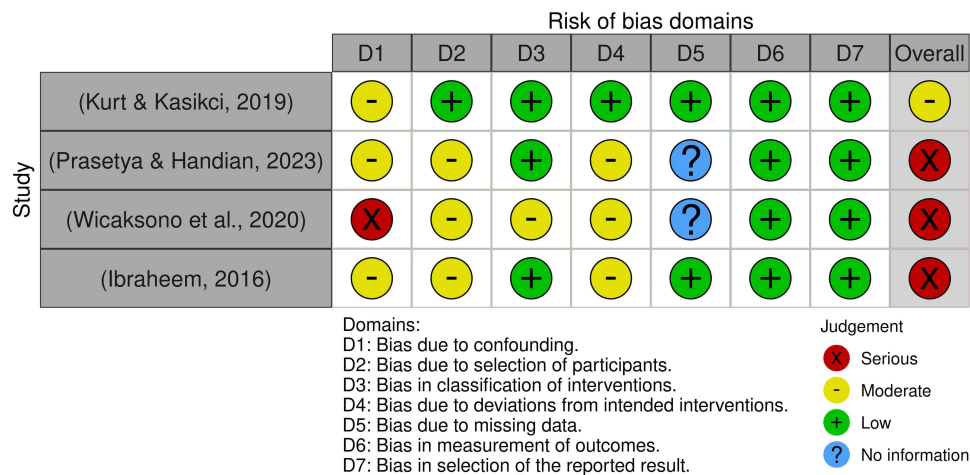 Risk of bias domains
D1 D2 D3 D4 D5 D6 D7 Overall
Study
(Kurt & Kasikci, 2019) - + + + + + + -
(Prasetya & Handian, 2023) - - + - ? + + X
(Wicaksono et al., 2020) X - - - ? + + X
(Ibraheem, 2016) - - + - + + + X
Domains:
D1: Bias due to confounding.
D2: Bias due to selection of participants.
D3: Bias in classification of interventions.
D4: Bias due to deviations from intended interventions.
D5: Bias due to missing data.
D6: Bias in measurement of outcomes.
D7: Bias in selection of the reported result.
Judgement
X Serious
- Moderate
+ Low
? No information